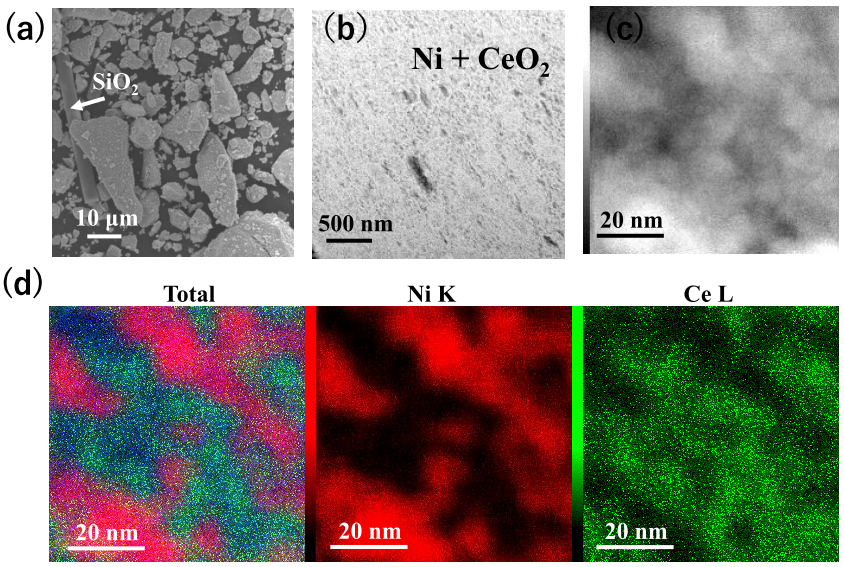 (a)
SiO₂
10 μm
(b)
Ni + CeO₂
500 nm
(c)
20 nm
(d)
Total
Ni K
Ce L
20 nm
20 nm
20 nm